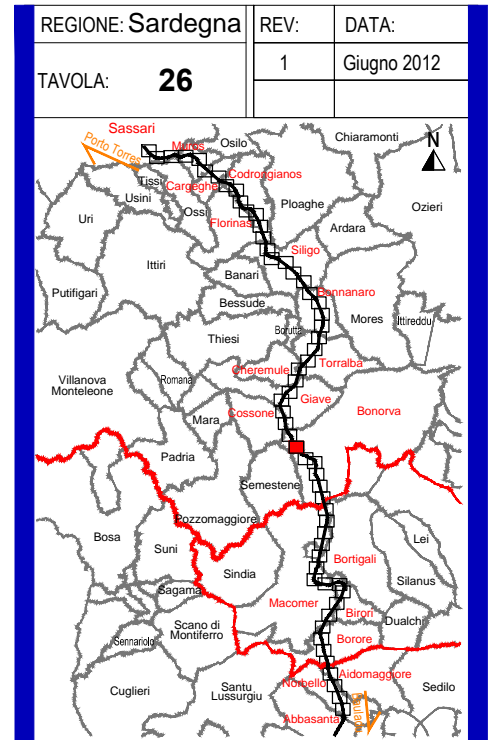 REGIONE: Sardegna
REV:
DATA:
TAVOLA: 26
1
Giugno 2012
Sassari
Porto Torres
Muros
Osilo
Chiaramonti
N
Tissi
Usini
Cargeghe
Codrongianos
Ossi
Florinas
Ploaghe
Ozieri
Uri
Ardara
Siligo
Ittiri
Banari
Bonnanaro
Putifigari
Bessude
Mores
Ittireddu
Thiesi
Borutta
Cheremule
Torralba
Villanova
Monteleone
Romana
Giave
Cossone
Bonorva
Mara
Padria
Semestene
Pozzomaggiore
Bosa
Suni
Lei
Bortigali
Sindia
Silanus
Sagama
Macomer
Birori
Dualchi
Scano di
Montiferro
Sennariolo
Borore
Aidomaggiore
Norbello
Cuglieri
Santu
Lussurgiu
Sedilo
Abbasanta